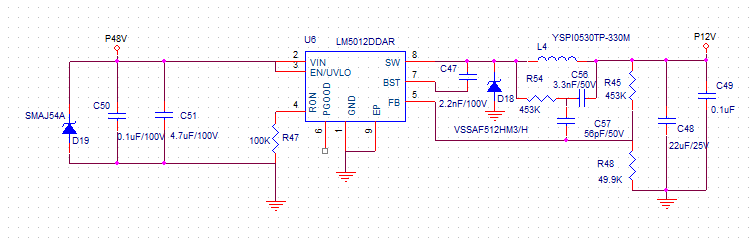 P48V
U6
LM5012DDAR
YSPI0530TP-330M
P12V
L4
2
VIN
SW
8
3
EN/UVLO
BST
7
FB
5
4
RON
PGOOD
GND
EP
6
1
9
C47
2.2nF/100V
D18
VSSAF512HM3/H
R54
453K
C56
3.3nF/50V
C57
56pF/50V
R45
453K
R48
49.9K
C49
0.1uF
C48
22uF/25V
SMAJ54A
D19
C50
0.1uF/100V
C51
4.7uF/100V
100K
R47